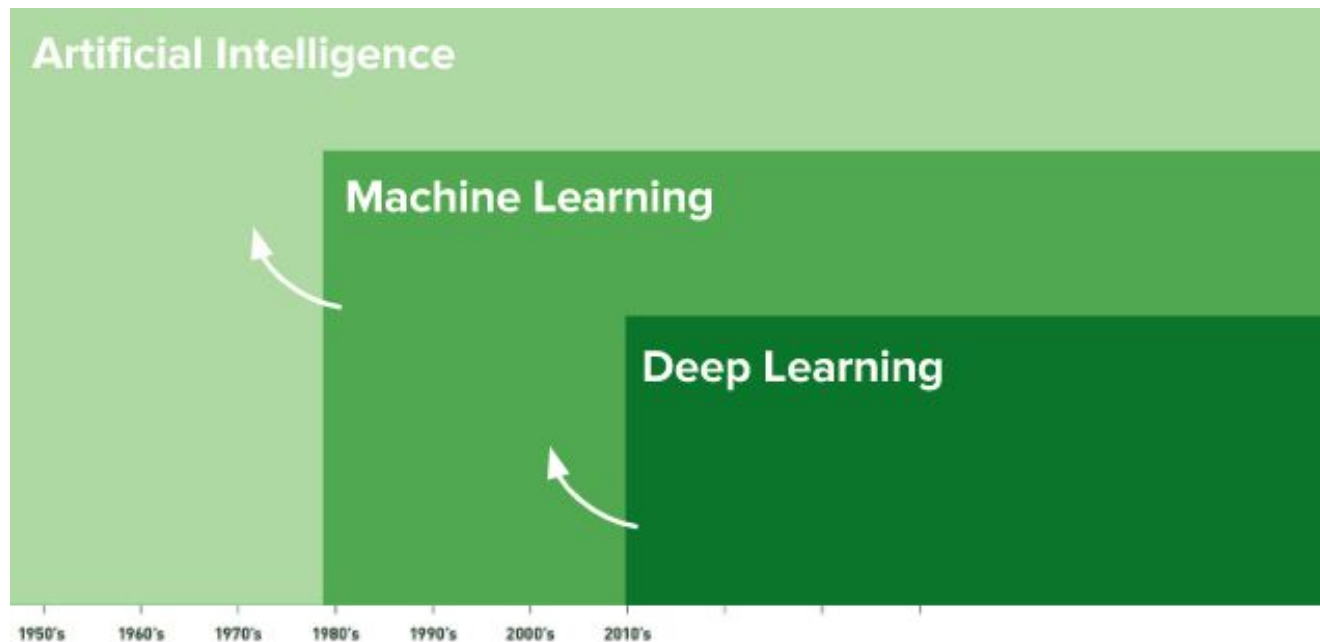 Artificial Intelligence
Machine Learning
Deep Learning
1950's 1960's 1970's 1980's 1990's 2000's 2010's